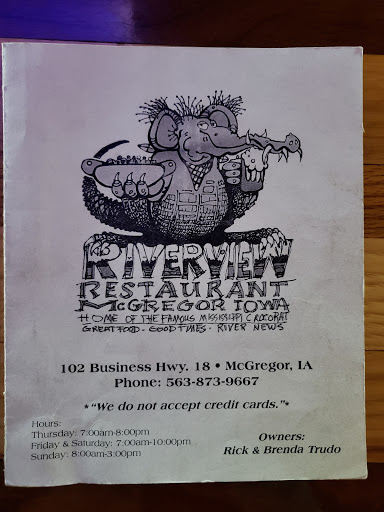 RIVERVIEW
RESTAURANT
McGREGOR IOWA
HOME OF THE FAMOUS MISSISSIPPI CROCORAT
GREAT FOOD - GOOD TIMES - RIVER NEWS
102 Business Hwy. 18 • McGregor, IA
Phone: 563-873-9667
*"We do not accept credit cards."*
Hours:
Thursday: 7:00am-8:00pm
Friday & Saturday: 7:00am-10:00pm
Sunday: 8:00am-3:00pm
Owners:
Rick & Brenda Trudo